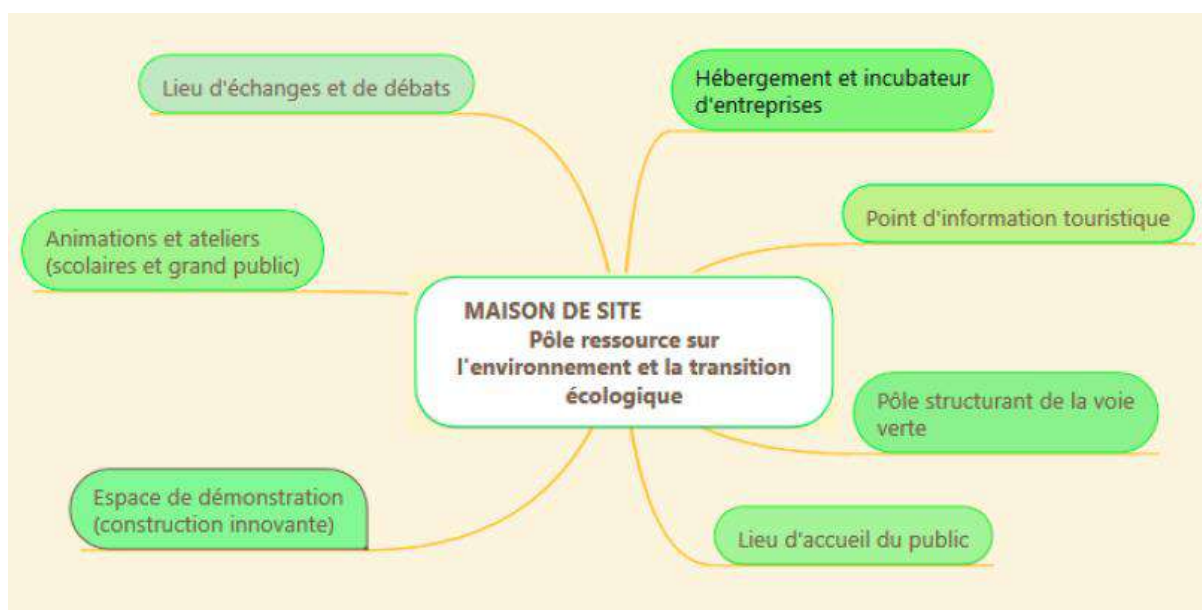 Lieu d'échanges et de débats
Hébergement et incubateur
d'entreprises
Animations et ateliers
(scolaires et grand public)
Point d'information touristique
MAISON DE SITE
Pôle ressource sur
l'environnement et la transition
écologique
Pôle structurant de la voie
verte
Espace de démonstration
(construction innovante)
Lieu d'accueil du public